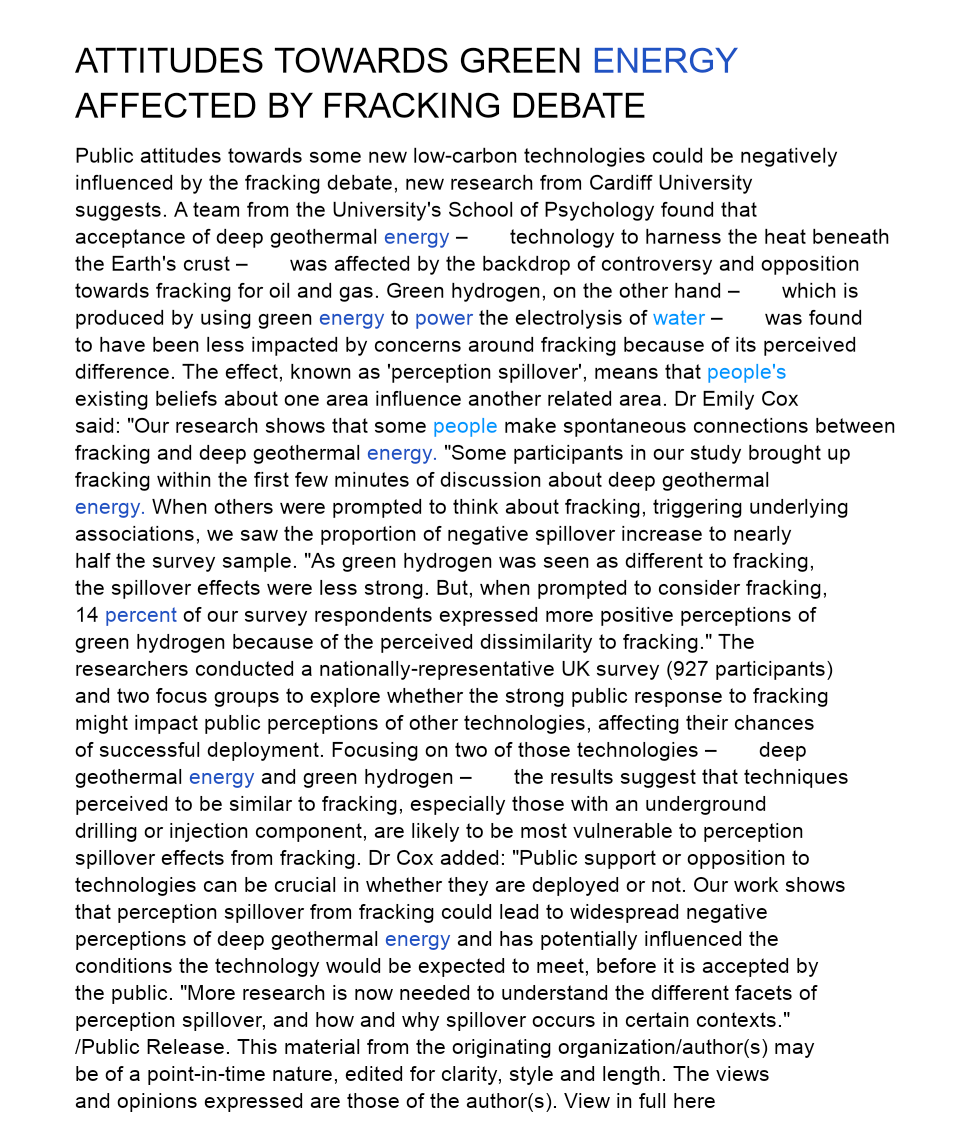 ATTITUDES TOWARDS GREEN ENERGY
AFFECTED BY FRACKING DEBATE
Public attitudes towards some new low-carbon technologies could be negatively
influenced by the fracking debate, new research from Cardiff University
suggests. A team from the University's School of Psychology found that
acceptance of deep geothermal energy – technology to harness the heat beneath
the Earth's crust – was affected by the backdrop of controversy and opposition
towards fracking for oil and gas. Green hydrogen, on the other hand – which is
produced by using green energy to power the electrolysis of water – was found
to have been less impacted by concerns around fracking because of its perceived
difference. The effect, known as 'perception spillover', means that people's
existing beliefs about one area influence another related area. Dr Emily Cox
said: "Our research shows that some people make spontaneous connections between
fracking and deep geothermal energy. "Some participants in our study brought up
fracking within the first few minutes of discussion about deep geothermal
energy. When others were prompted to think about fracking, triggering underlying
associations, we saw the proportion of negative spillover increase to nearly
half the survey sample. "As green hydrogen was seen as different to fracking,
the spillover effects were less strong. But, when prompted to consider fracking,
14 percent of our survey respondents expressed more positive perceptions of
green hydrogen because of the perceived dissimilarity to fracking." The
researchers conducted a nationally-representative UK survey (927 participants)
and two focus groups to explore whether the strong public response to fracking
might impact public perceptions of other technologies, affecting their chances
of successful deployment. Focusing on two of those technologies – deep
geothermal energy and green hydrogen – the results suggest that techniques
perceived to be similar to fracking, especially those with an underground
drilling or injection component, are likely to be most vulnerable to perception
spillover effects from fracking. Dr Cox added: "Public support or opposition to
technologies can be crucial in whether they are deployed or not. Our work shows
that perception spillover from fracking could lead to widespread negative
perceptions of deep geothermal energy and has potentially influenced the
conditions the technology would be expected to meet, before it is accepted by
the public. "More research is now needed to understand the different facets of
perception spillover, and how and why spillover occurs in certain contexts."
/Public Release. This material from the originating organization/author(s) may
be of a point-in-time nature, edited for clarity, style and length. The views
and opinions expressed are those of the author(s). View in full here